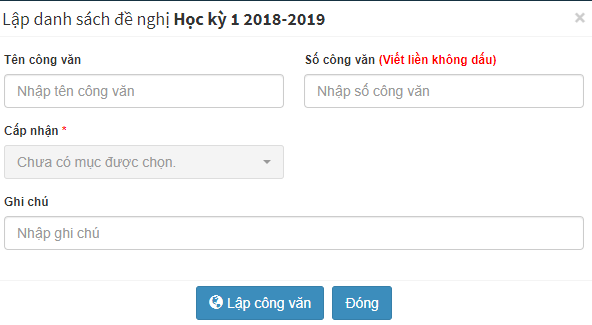 Lập danh sách đề nghị Học kỳ 1 2018-2019 ×
Tên công văn Số công văn (Viết liền không dấu)
Nhập tên công văn Nhập số công văn
Cấp nhận *
Chưa có mục được chọn.
Ghi chú
Nhập ghi chú
Lập công văn Đóng